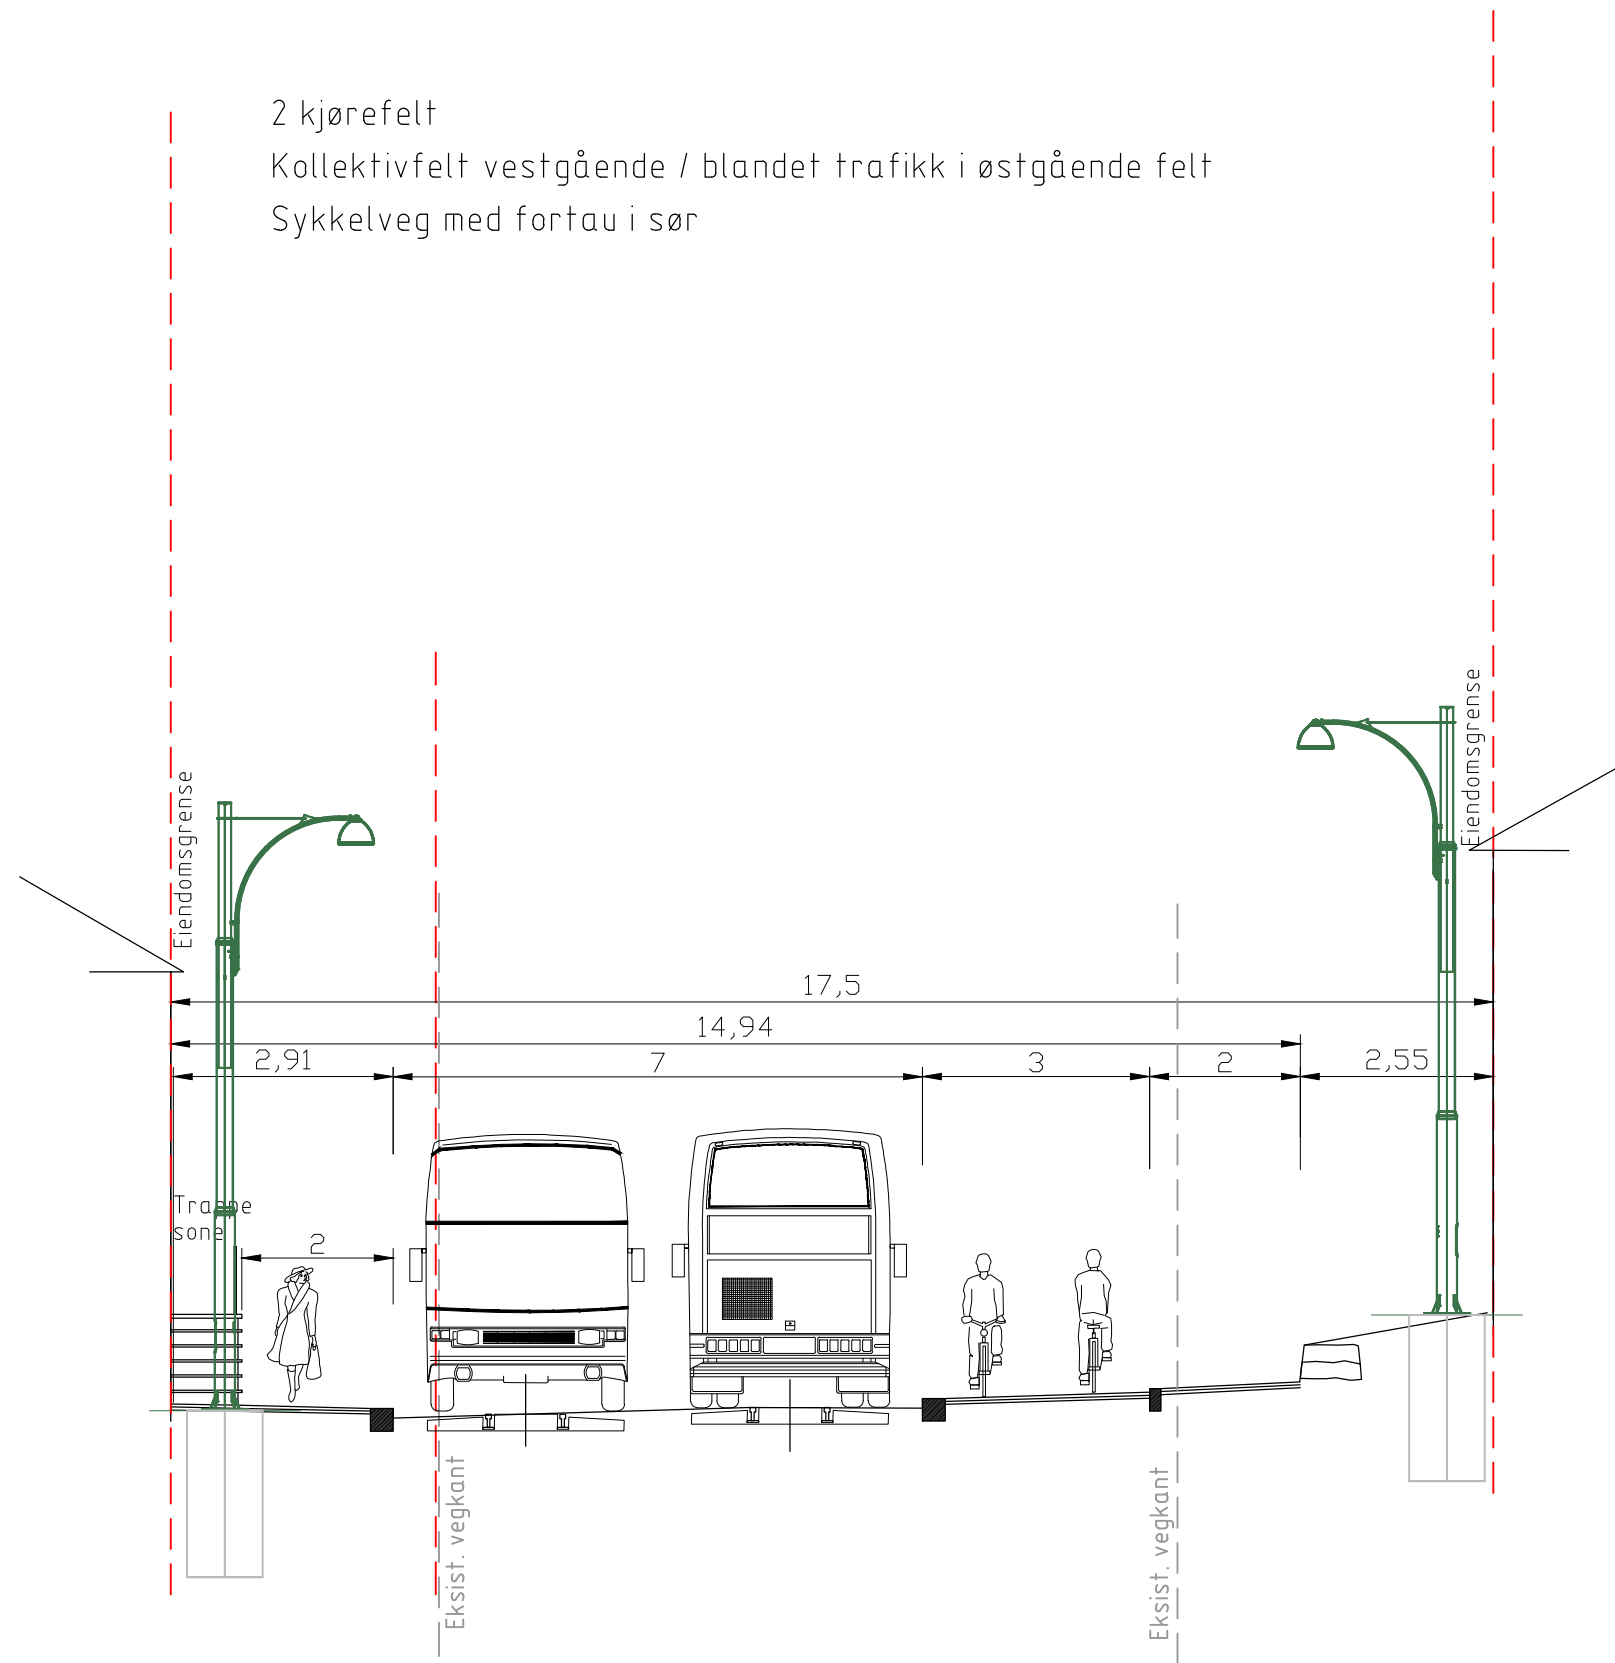 2 kjørefelt
Kollektivfelt vestgående / blandet trafikk i østgående felt
Sykkelveg med fortau i sør
Eiendomsgrense
Eiendomsgrense
17,5
14,94
2,91
7
3
2
2,55
Trappe
sone
2
Eksist. vegkant
Eksist. vegkant